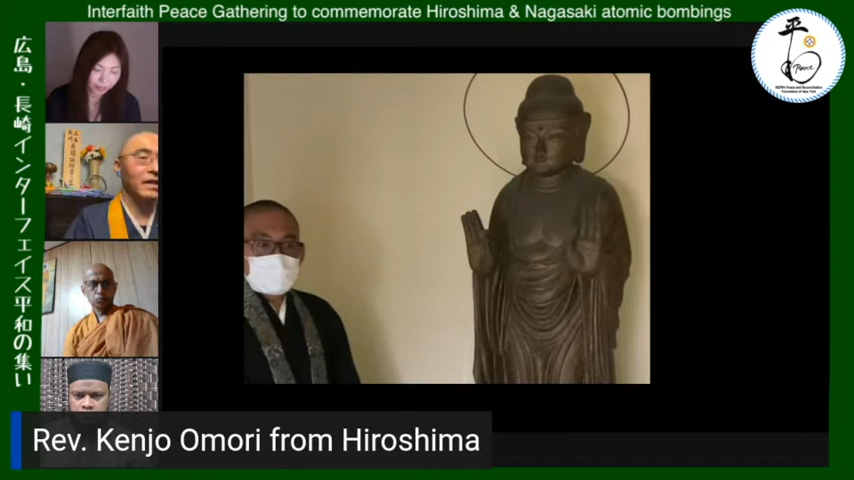 Interfaith Peace Gathering to commemorate Hiroshima & Nagasaki atomic bombings
広島・長崎インターフェイス平和の集い
平
Peace
Rev. Kenjo Omori from Hiroshima